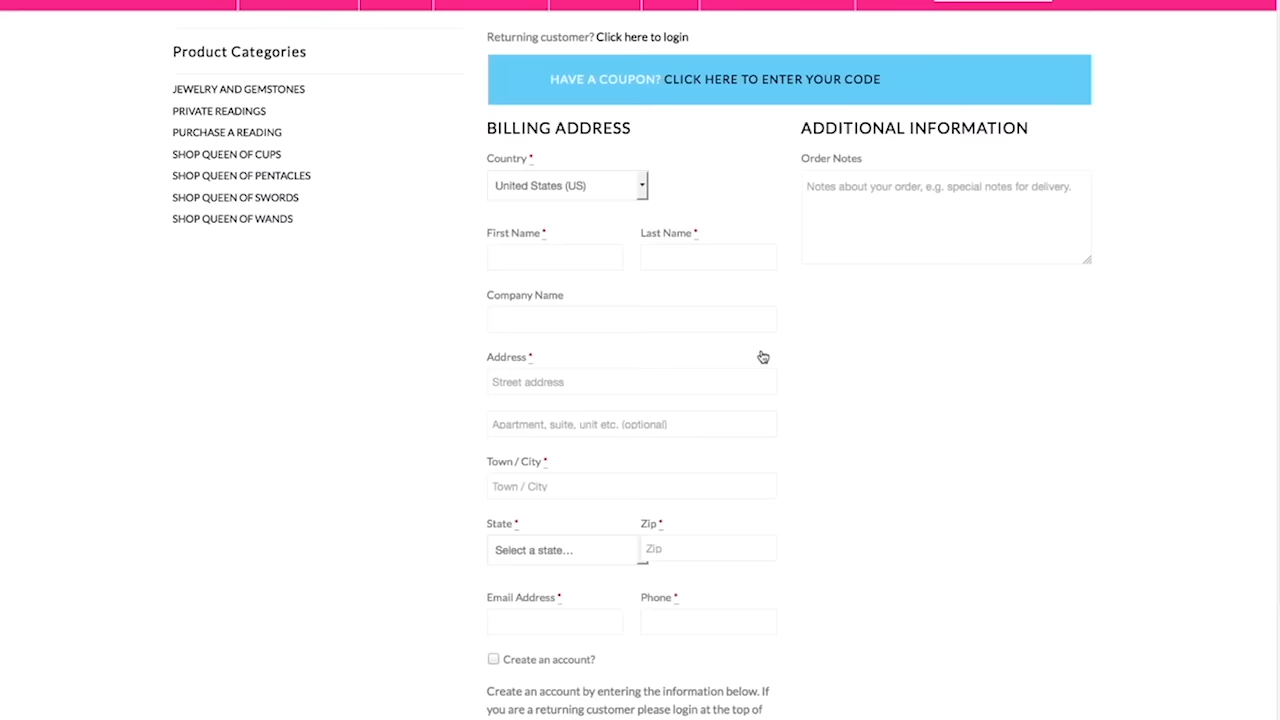 Product Categories
JEWELRY AND GEMSTONES
PRIVATE READINGS
PURCHASE A READING
SHOP QUEEN OF CUPS
SHOP QUEEN OF PENTACLES
SHOP QUEEN OF SWORDS
SHOP QUEEN OF WANDS
Returning customer? Click here to login
HAVE A COUPON? CLICK HERE TO ENTER YOUR CODE
BILLING ADDRESS
Country *
United States (US)
First Name * Last Name *
Company Name
Address *
Street address
Apartment, suite, unit etc. (optional)
Town / City *
Town / City
State * Zip *
Select a state... Zip
Email Address * Phone *
Create an account?
Create an account by entering the information below. If
you are a returning customer please login at the top of
ADDITIONAL INFORMATION
Order Notes
Notes about your order, e.g. special notes for delivery.